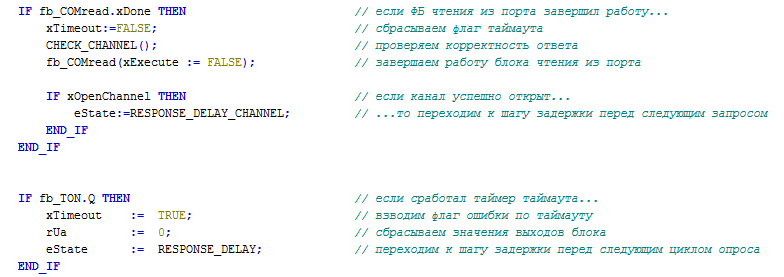 IF fb_COMread.xDone THEN // если ФБ чтения из порта завершил работу...
xTimeout:=FALSE; // сбрасываем флаг таймаута
CHECK_CHANNEL(); // проверяем корректность ответа
fb_COMread(xExecute := FALSE); // завершаем работу блока чтения из порта
IF xOpenChannel THEN // если канал успешно открыт...
eState:=RESPONSE_DELAY_CHANNEL; // ...то переходим к шагу задержки перед следующим запросом
END_IF
END_IF
IF fb_TON.Q THEN // если сработал таймер таймаута...
xTimeout := TRUE; // взводим флаг ошибки по таймауту
rUa := 0; // сбрасываем значения выходов блока
eState := RESPONSE_DELAY; // переходим к шагу задержки перед следующим циклом опроса
END_IF